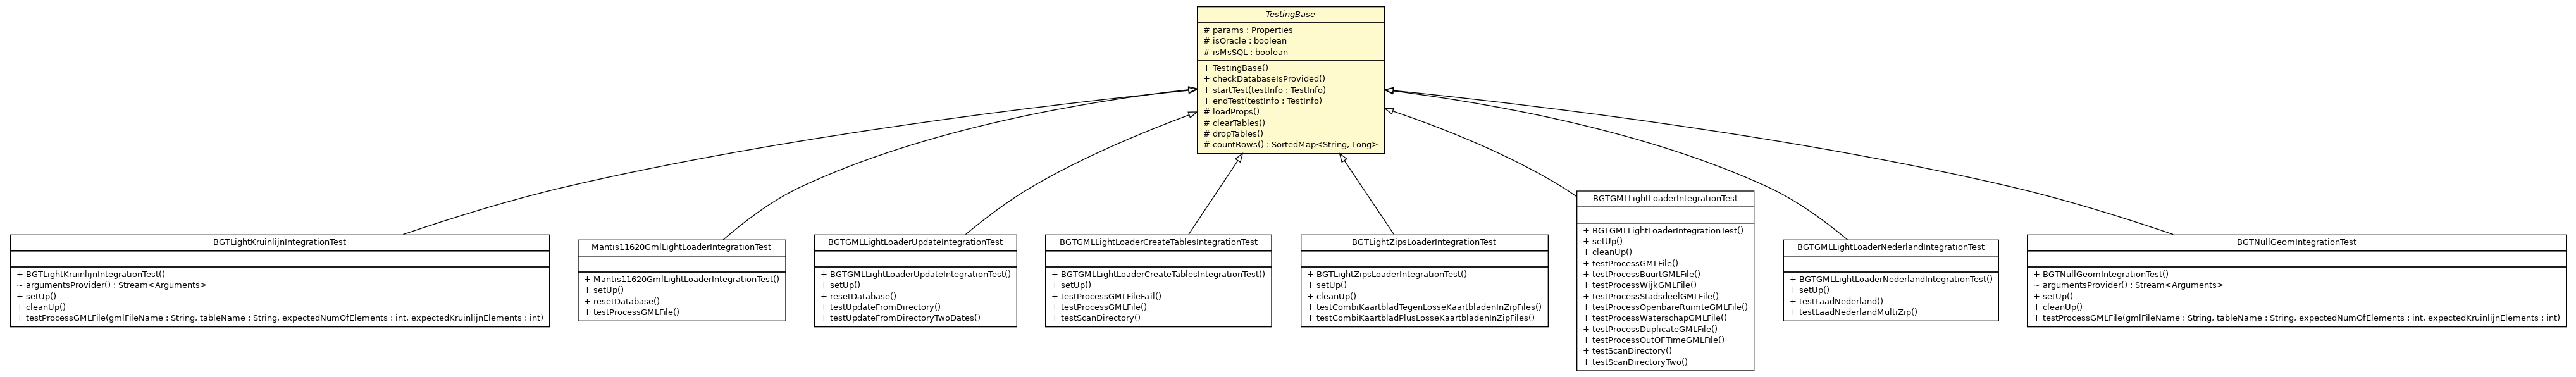 TestingBase
# params : Properties
# isOracle : boolean
# isMsSQL : boolean
+ TestingBase()
+ checkDatabaseIsProvided()
+ startTest(testInfo : TestInfo)
+ endTest(testInfo : TestInfo)
# loadProps()
# clearTables()
# dropTables()
# countRows() : SortedMap<String, Long>
BGTLightKruinlijnIntegrationTest
+ BGTLightKruinlijnIntegrationTest()
~ argumentsProvider() : Stream<Arguments>
+ setUp()
+ cleanUp()
+ testProcessGMLFile(gmlFileName : String, tableName : String, expectedNumOfElements : int, expectedKruinlijnElements : int)
Mantis11620GmlLightLoaderIntegrationTest
+ Mantis11620GmlLightLoaderIntegrationTest()
+ setUp()
+ resetDatabase()
+ testProcessGMLFile()
BGTGMLLightLoaderUpdateIntegrationTest
+ BGTGMLLightLoaderUpdateIntegrationTest()
+ setUp()
+ resetDatabase()
+ testUpdateFromDirectory()
+ testUpdateFromDirectoryTwoDates()
BGTGMLLightLoaderCreateTablesIntegrationTest
+ BGTGMLLightLoaderCreateTablesIntegrationTest()
+ setUp()
+ testProcessGMLFileFail()
+ testScanDirectory()
BGTLightZipsLoaderIntegrationTest
+ BGTLightZipsLoaderIntegrationTest()
+ setUp()
+ cleanUp()
+ testCombiKaartbladTegenLosseKaartbladenInZipFiles()
+ testCombiKaartbladPlusLosseKaartbladenInZipFiles()
BGTGMLLightLoaderIntegrationTest
+ BGTGMLLightLoaderIntegrationTest()
+ setUp()
+ cleanUp()
+ testProcessGMLFile()
+ testProcessBuurtGMLFile()
+ testProcessWijkGMLFile()
+ testProcessStadsdeelGMLFile()
+ testProcessOpenbareRuimteGMLFile()
+ testProcessWaterschapGMLFile()
+ testProcessDuplicateGMLFile()
+ testProcessOutOFTimeGMLFile()
+ testScanDirectory()
+ testScanDirectoryTwo()
BGTGMLLightLoaderNederlandIntegrationTest
+ BGTGMLLightLoaderNederlandIntegrationTest()
+ setUp()
+ testLaadNederland()
+ testLaadNederlandMultiZip()
BGTNullGeomIntegrationTest
+ BGTNullGeomIntegrationTest()
~ argumentsProvider() : Stream<Arguments>
+ setUp()
+ cleanUp()
+ testProcessGMLFile(gmlFileName : String, tableName : String, expectedNumOfElements : int, expectedKruinlijnElements : int)